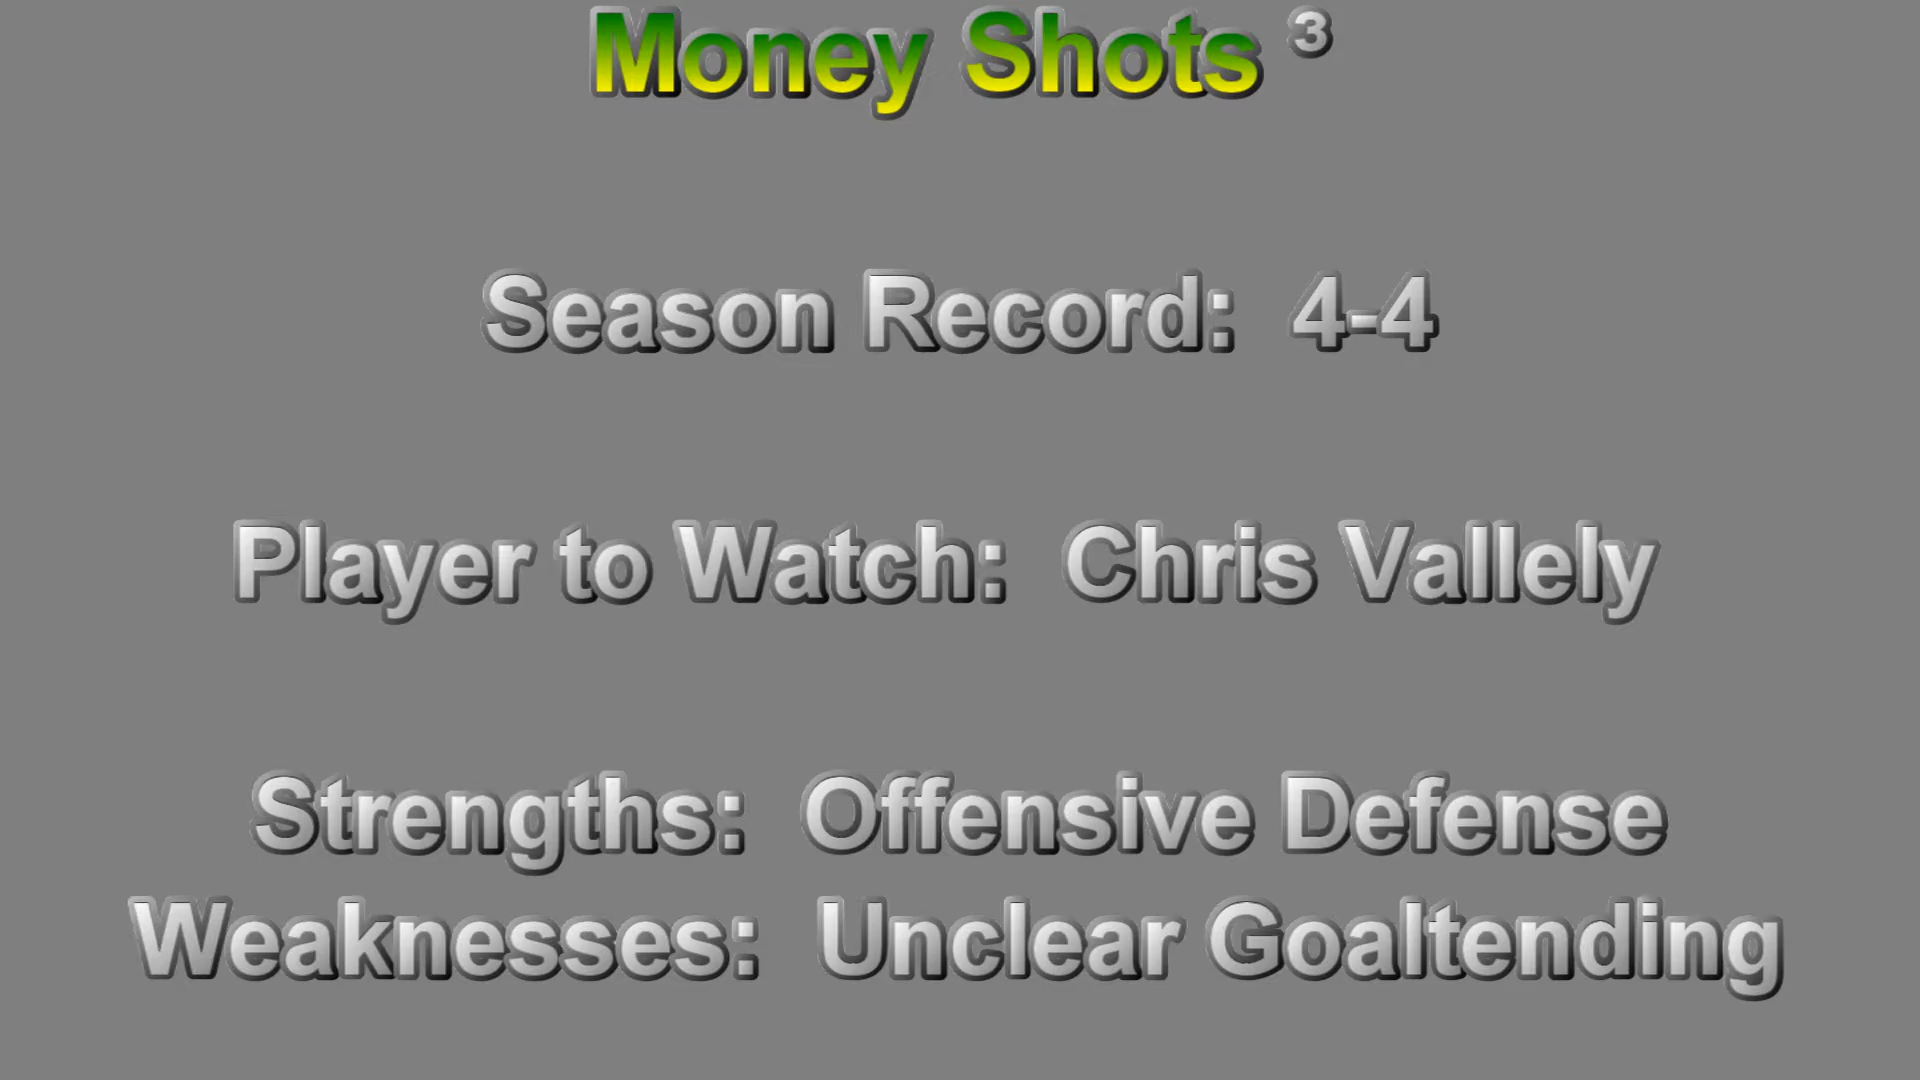 Money Shots ³
Season Record:  4-4
Player to Watch:  Chris Vallely
Strengths:  Offensive Defense
Weaknesses:  Unclear Goaltending